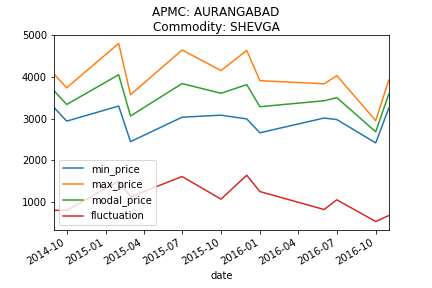 APMC: AURANGABAD
Commodity: SHEVGA
5000
4000
3000
2000
1000
min_price
max_price
modal_price
fluctuation
2014-10
2015-01
2015-04
2015-07
2015-10
2016-01
2016-04
2016-07
2016-10
date